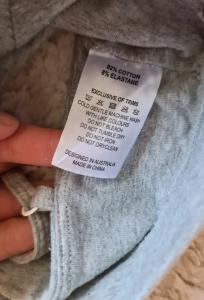 92% COTTON
8% ELASTANE
EXCLUSIVE OF TRIMS
COLD GENTLE MACHINE WASH
WITH LIKE COLOURS
DO NOT BLEACH
DO NOT TUMBLE DRY
DO NOT IRON
DO NOT DRYCLEAN
DESIGNED IN AUSTRALIA
MADE IN CHINA